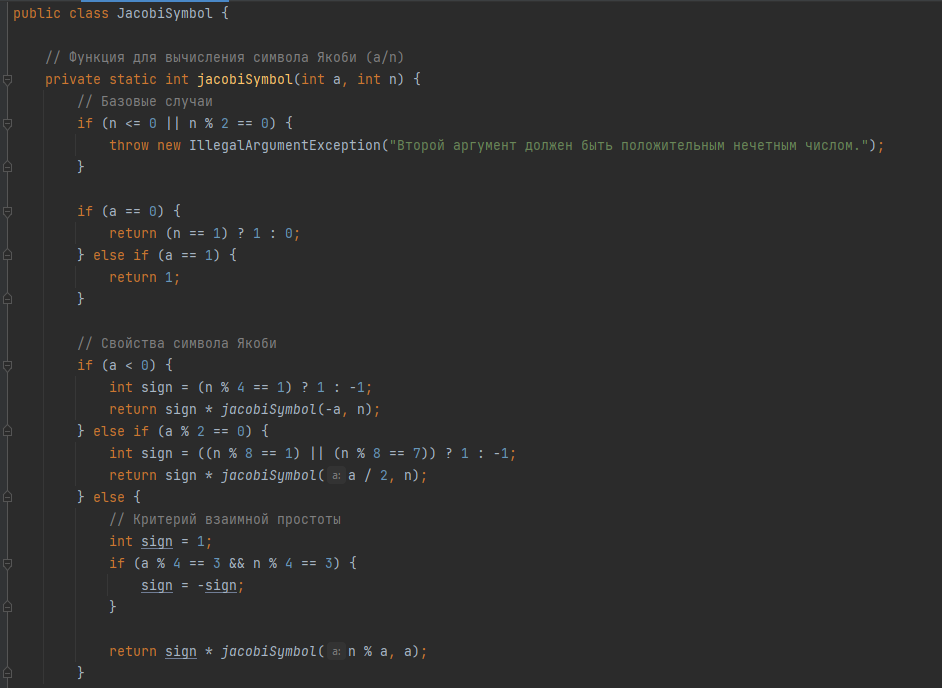 public class JacobiSymbol {
// Функция для вычисления символа Якоби (a/n)
private static int jacobiSymbol(int a, int n) {
// Базовые случаи
if (n <= 0 || n % 2 == 0) {
throw new IllegalArgumentException("Второй аргумент должен быть положительным нечетным числом.");
}
if (a == 0) {
return (n == 1) ? 1 : 0;
} else if (a == 1) {
return 1;
}
// Свойства символа Якоби
if (a < 0) {
int sign = (n % 4 == 1) ? 1 : -1;
return sign * jacobiSymbol(-a, n);
} else if (a % 2 == 0) {
int sign = ((n % 8 == 1) || (n % 8 == 7)) ? 1 : -1;
return sign * jacobiSymbol( a: a / 2, n);
} else {
// Критерий взаимной простоты
int sign = 1;
if (a % 4 == 3 && n % 4 == 3) {
sign = -sign;
}
return sign * jacobiSymbol( a: n % a, a);
}